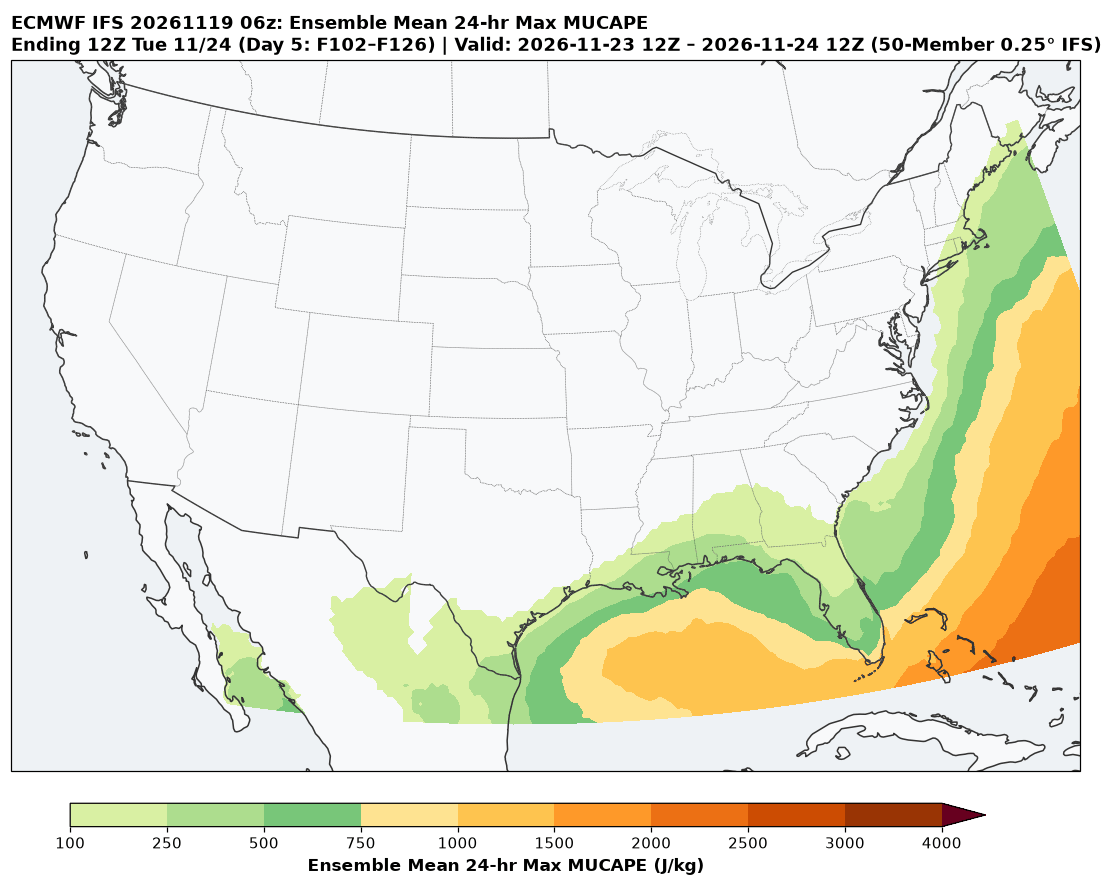 ECMWF IFS 20261119 06z: Ensemble Mean 24-hr Max MUCAPE
Ending 12Z Tue 11/24 (Day 5: F102–F126) | Valid: 2026-11-23 12Z – 2026-11-24 12Z (50-Member 0.25° IFS)
100 250 500 750 1000 1500 2000 2500 3000 4000
Ensemble Mean 24-hr Max MUCAPE (J/kg)